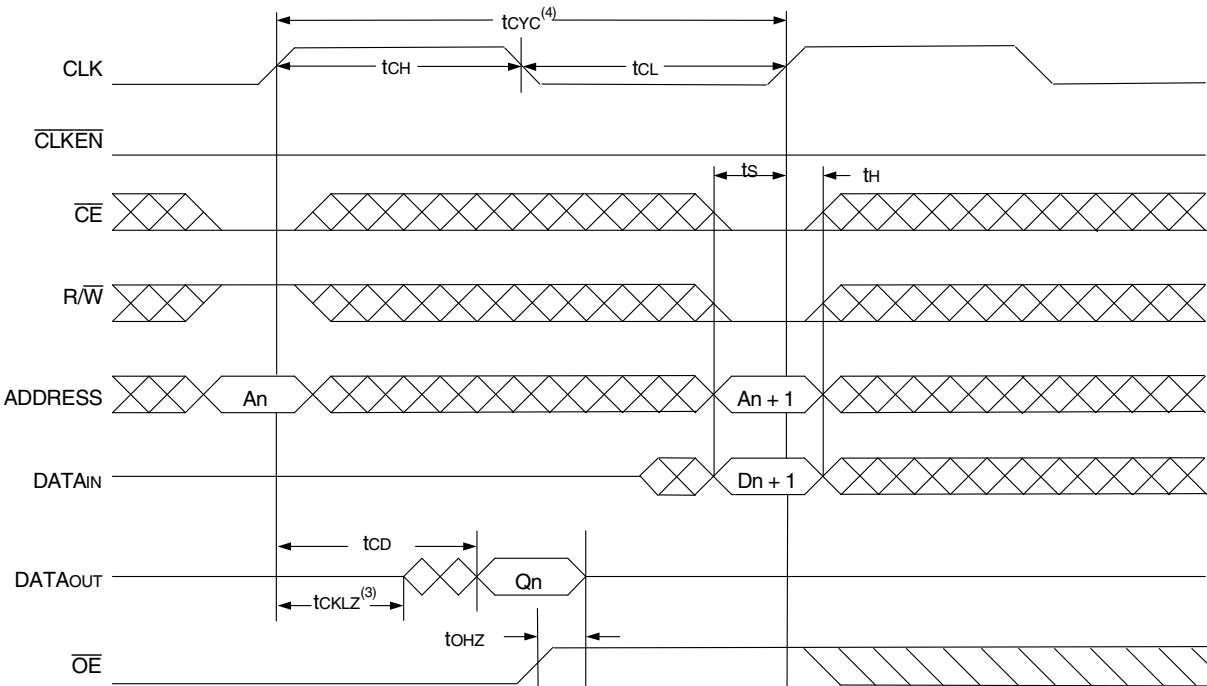 tCYC(4)
CLK
tCH
tCL
CLKEN
tS
tH
CE
R/W
ADDRESS
An
An + 1
DATAIN
Dn + 1
tCD
DATAOUT
Qn
tCKLZ(3)
tOHZ
OE